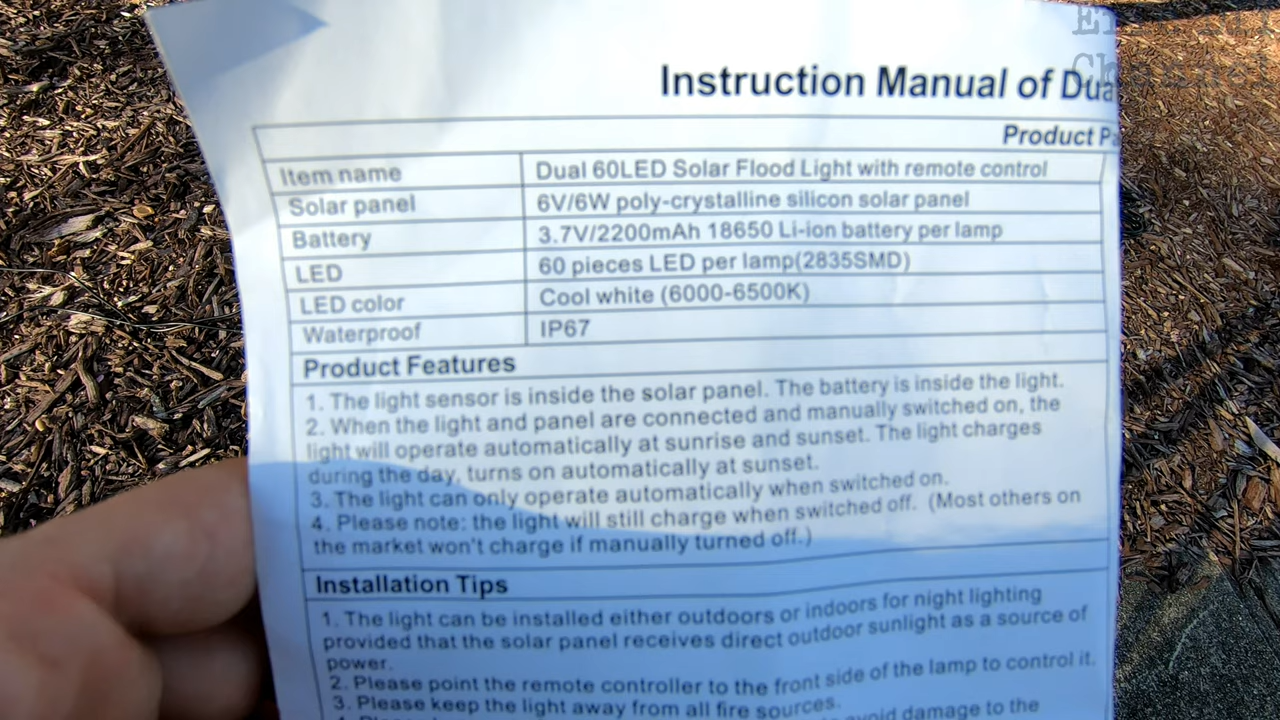 Instruction Manual of Dua
Product Pa
Item name Dual 60LED Solar Flood Light with remote control
Solar panel 6V/6W poly-crystalline silicon solar panel
Battery 3.7V/2200mAh 18650 Li-ion battery per lamp
LED 60 pieces LED per lamp(2835SMD)
LED color Cool white (6000-6500K)
Waterproof IP67
Product Features
1. The light sensor is inside the solar panel. The battery is inside the light.
2. When the light and panel are connected and manually switched on, the
light will operate automatically at sunrise and sunset. The light charges
during the day, turns on automatically at sunset.
3. The light can only operate automatically when switched on.
4. Please note: the light will still charge when switched off. (Most others on
the market won't charge if manually turned off.)
Installation Tips
1. The light can be installed either outdoors or indoors for night lighting
provided that the solar panel receives direct outdoor sunlight as a source of
power.
2. Please point the remote controller to the front side of the lamp to control it.
3. Please keep the light away from all fire sources.
avoid damage to the